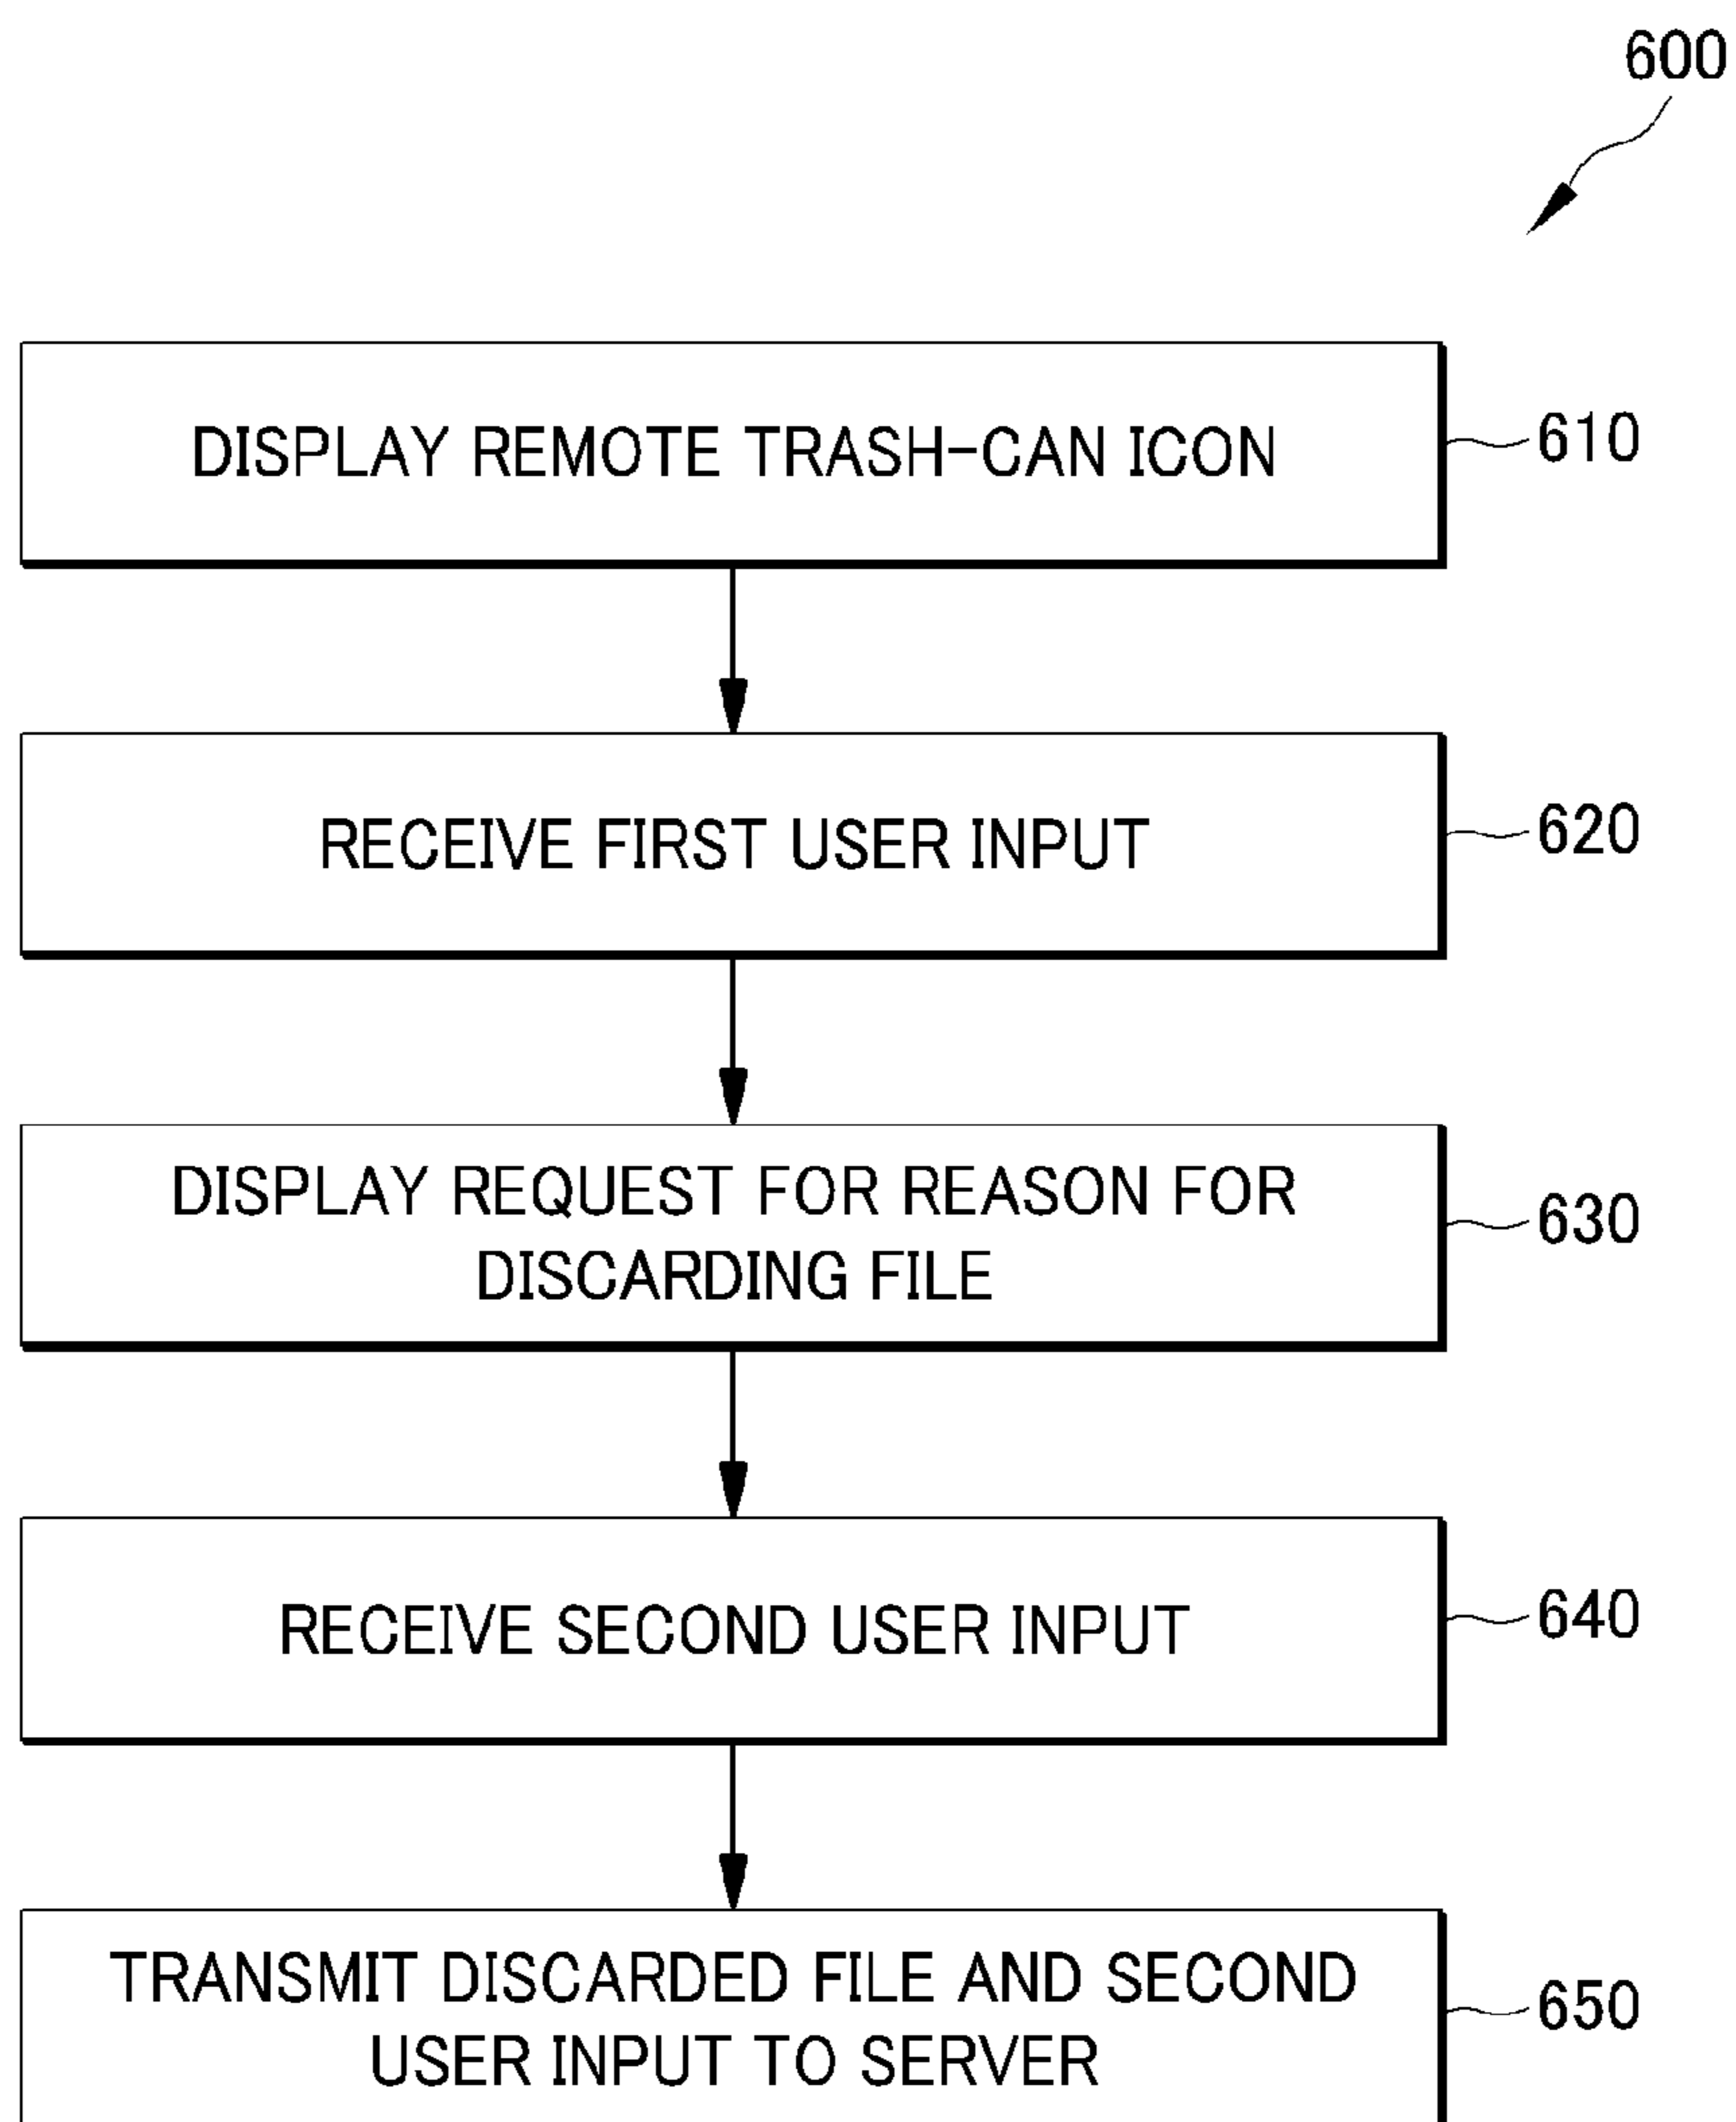 600
DISPLAY REMOTE TRASH-CAN ICON
610
RECEIVE FIRST USER INPUT
620
DISPLAY REQUEST FOR REASON FOR
DISCARDING FILE
630
RECEIVE SECOND USER INPUT
640
TRANSMIT DISCARDED FILE AND SECOND
USER INPUT TO SERVER
650